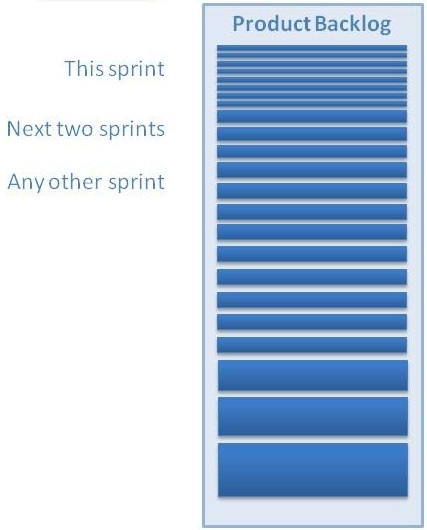 Product Backlog
This sprint
Next two sprints
Any other sprint